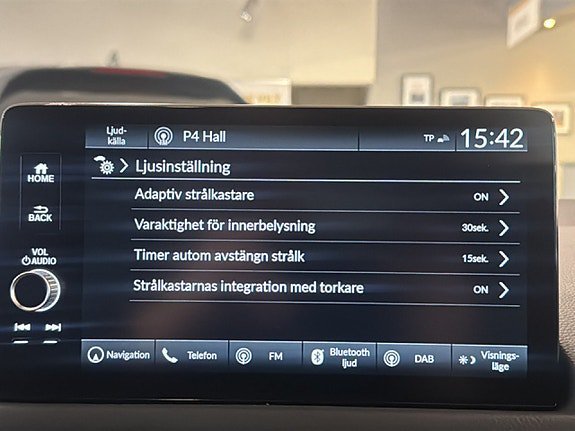 Ljud-
källa
P4 Hall
TP
15:42
HOME
BACK
VOL
AUDIO
Ljusinställning
Adaptiv strålkastare ON
Varaktighet för innerbelysning 30sek.
Timer autom avstängn strålk 15sek.
Strålkastarnas integration med torkare ON
Navigation
Telefon
FM
Bluetooth
ljud
DAB
Visnings-
läge